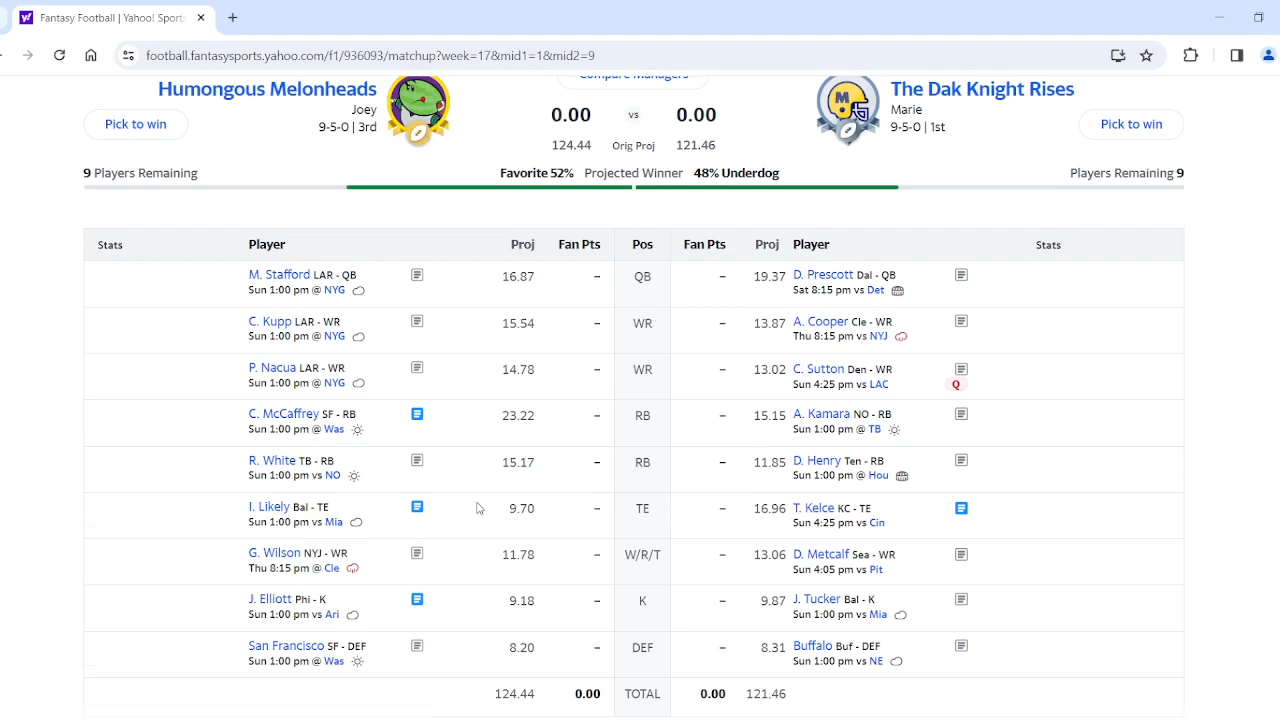 Fantasy Football | Yahoo! Sports
football.fantasysports.yahoo.com/f1/936093/matchup?week=17&mid1=1&mid2=9
Compare Managers
Humongous Melonheads
Joey
9-5-0 | 3rd
Pick to win
0.00 vs 0.00
124.44 Orig Proj 121.46
The Dak Knight Rises
Marie
9-5-0 | 1st
Pick to win
9 Players Remaining Favorite 52% Projected Winner 48% Underdog Players Remaining 9
Stats Player Proj Fan Pts Pos Fan Pts Proj Player Stats
M. Stafford LAR - QB 16.87 – QB – 19.37 D. Prescott Dal - QB
Sun 1:00 pm @ NYG Sat 8:15 pm vs Det
C. Kupp LAR - WR 15.54 – WR – 13.87 A. Cooper Cle - WR
Sun 1:00 pm @ NYG Thu 8:15 pm vs NYJ
P. Nacua LAR - WR 14.78 – WR – 13.02 C. Sutton Den - WR
Sun 1:00 pm @ NYG Sun 4:25 pm vs LAC Q
C. McCaffrey SF - RB 23.22 – RB – 15.15 A. Kamara NO - RB
Sun 1:00 pm @ Was Sun 1:00 pm @ TB
R. White TB - RB 15.17 – RB – 11.85 D. Henry Ten - RB
Sun 1:00 pm vs NO Sun 1:00 pm @ Hou
I. Likely Bal - TE 9.70 – TE – 16.96 T. Kelce KC - TE
Sun 1:00 pm vs Mia Sun 4:25 pm vs Cin
G. Wilson NYJ - WR 11.78 – W/R/T – 13.06 D. Metcalf Sea - WR
Thu 8:15 pm @ Cle Sun 4:05 pm vs Pit
J. Elliott Phi - K 9.18 – K – 9.87 J. Tucker Bal - K
Sun 1:00 pm vs Ari Sun 1:00 pm vs Mia
San Francisco SF - DEF 8.20 – DEF – 8.31 Buffalo Buf - DEF
Sun 1:00 pm @ Was Sun 1:00 pm vs NE
124.44 0.00 TOTAL 0.00 121.46